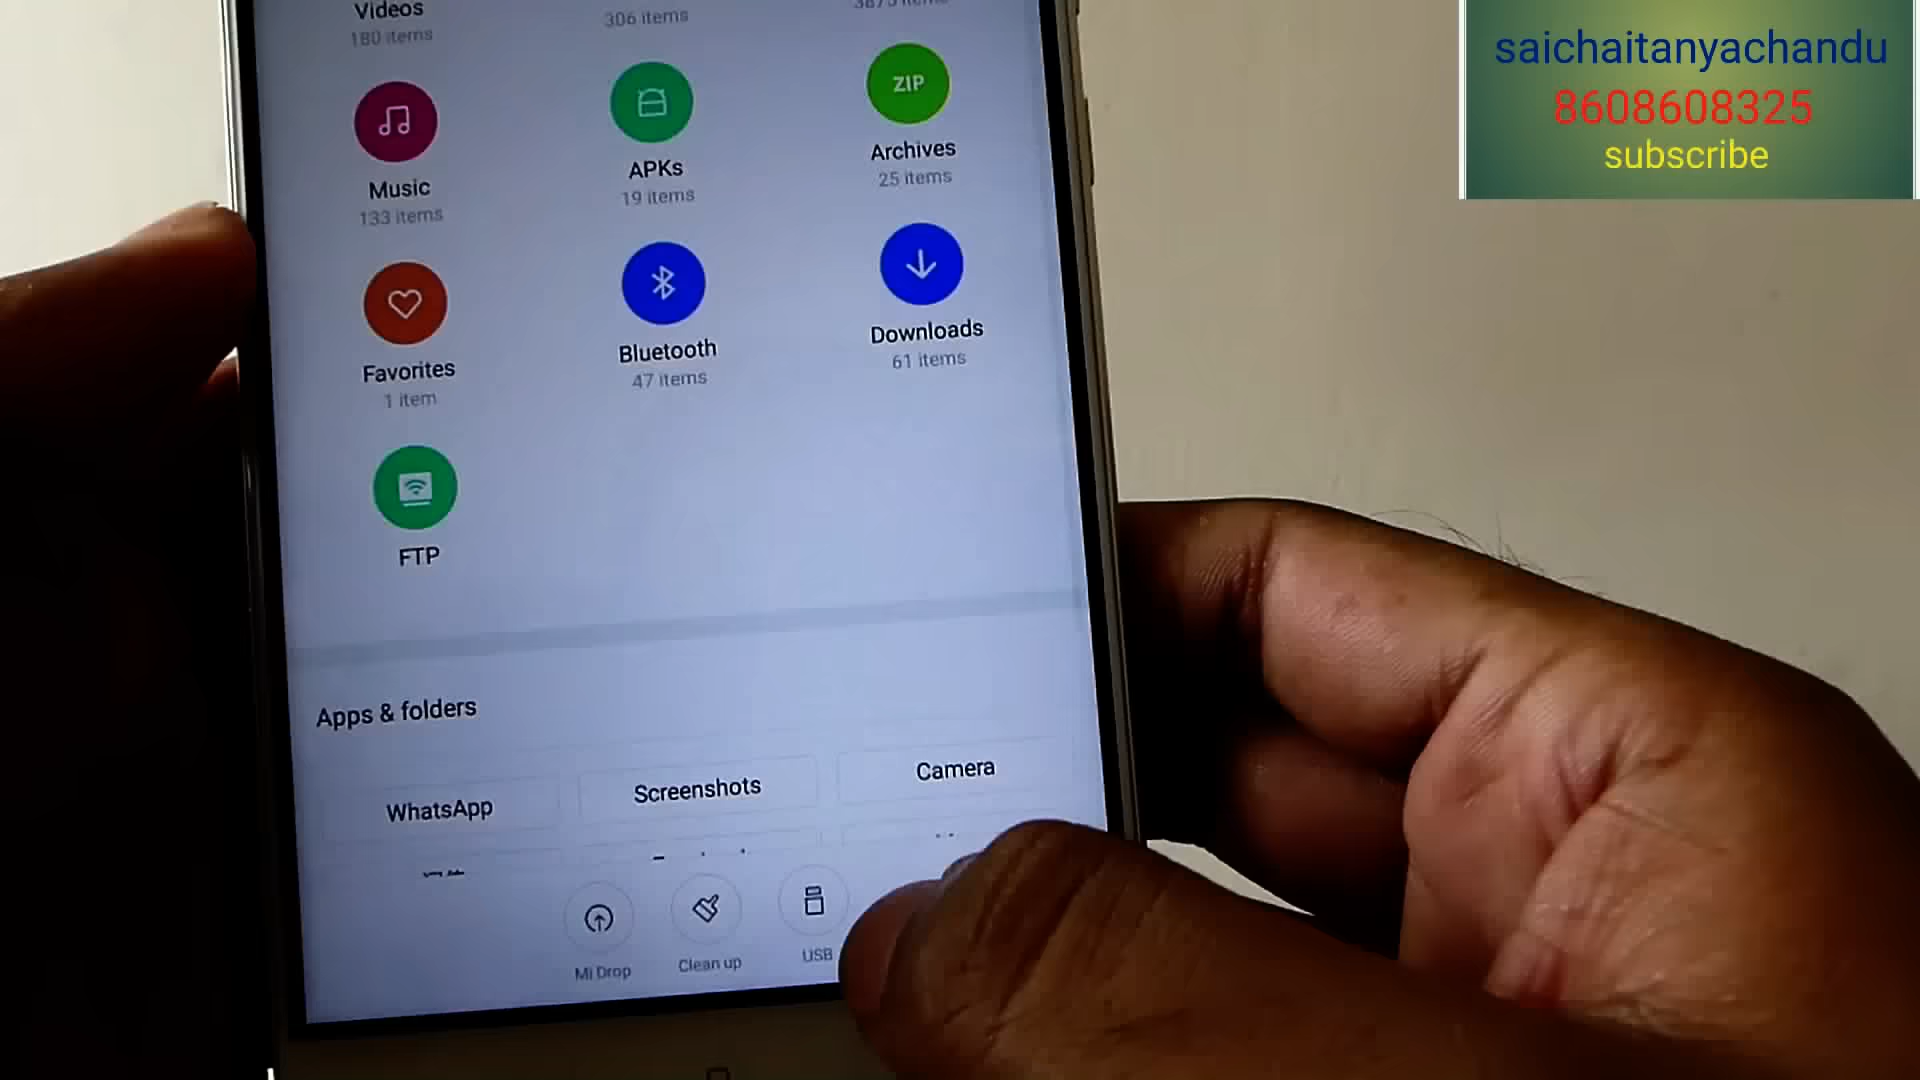 Videos
180 items
306 items
3875 items
Music
133 items
APKs
19 items
ZIP
Archives
25 items
Favorites
1 item
Bluetooth
47 items
Downloads
61 items
FTP
Apps & folders
WhatsApp
Screenshots
Camera
Mi Drop
Clean up
USB
saichaitanyachandu
8608608325
subscribe